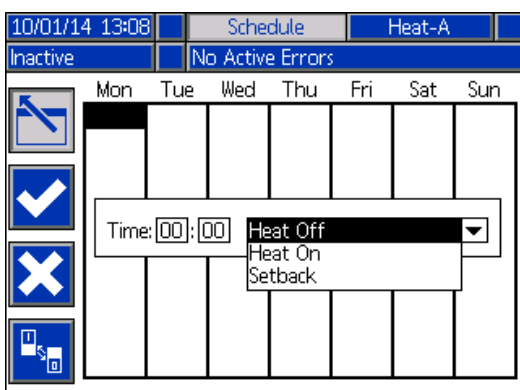 10/01/14 13:08 Schedule Heat-A
Inactive No Active Errors
Mon Tue Wed Thu Fri Sat Sun
Time: 00 : 00 Heat Off
Heat On
Setback